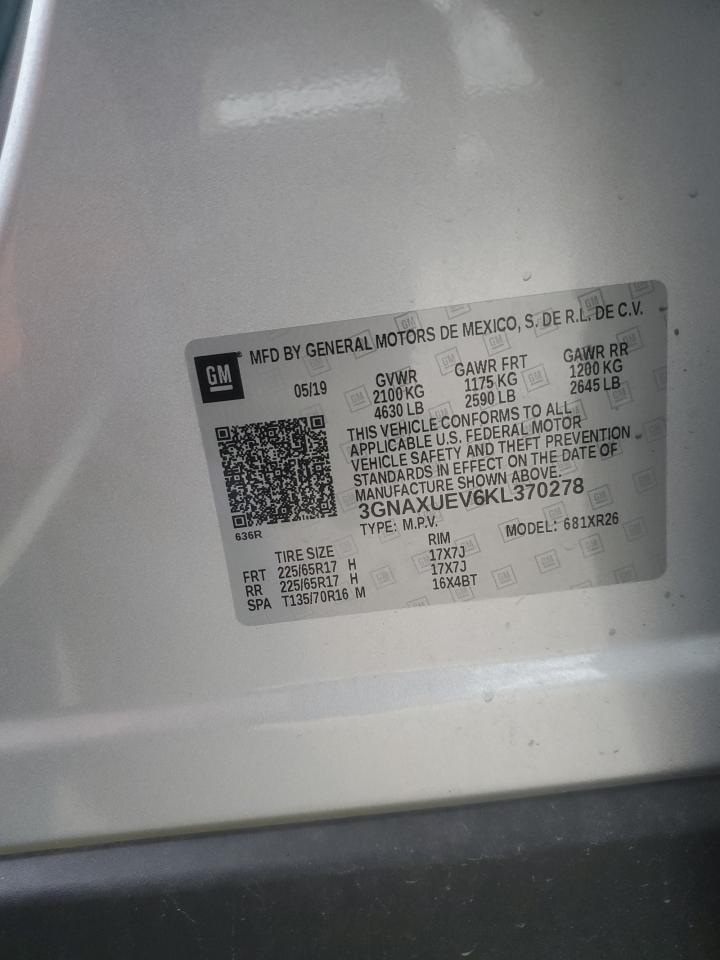 GM
MFD BY GENERAL MOTORS DE MEXICO, S. DE R.L. DE C.V.
05/19 GVWR GAWR FRT GAWR RR
2100 KG 1175 KG 1200 KG
4630 LB 2590 LB 2645 LB
THIS VEHICLE CONFORMS TO ALL
APPLICABLE U.S. FEDERAL MOTOR
VEHICLE SAFETY AND THEFT PREVENTION
STANDARDS IN EFFECT ON THE DATE OF
MANUFACTURE SHOWN ABOVE.
3GNAXUEV6KL370278
636R
TYPE: M.P.V. MODEL: 681XR26
TIRE SIZE RIM
FRT 225/65R17 H 17X7J
RR 225/65R17 H 17X7J
SPA T135/70R16 M 16X4BT